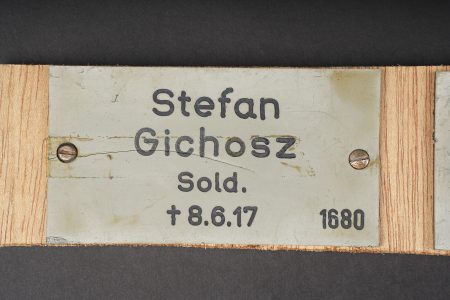 Stefan
Gichosz
Sold.
† 8.6.17 1680